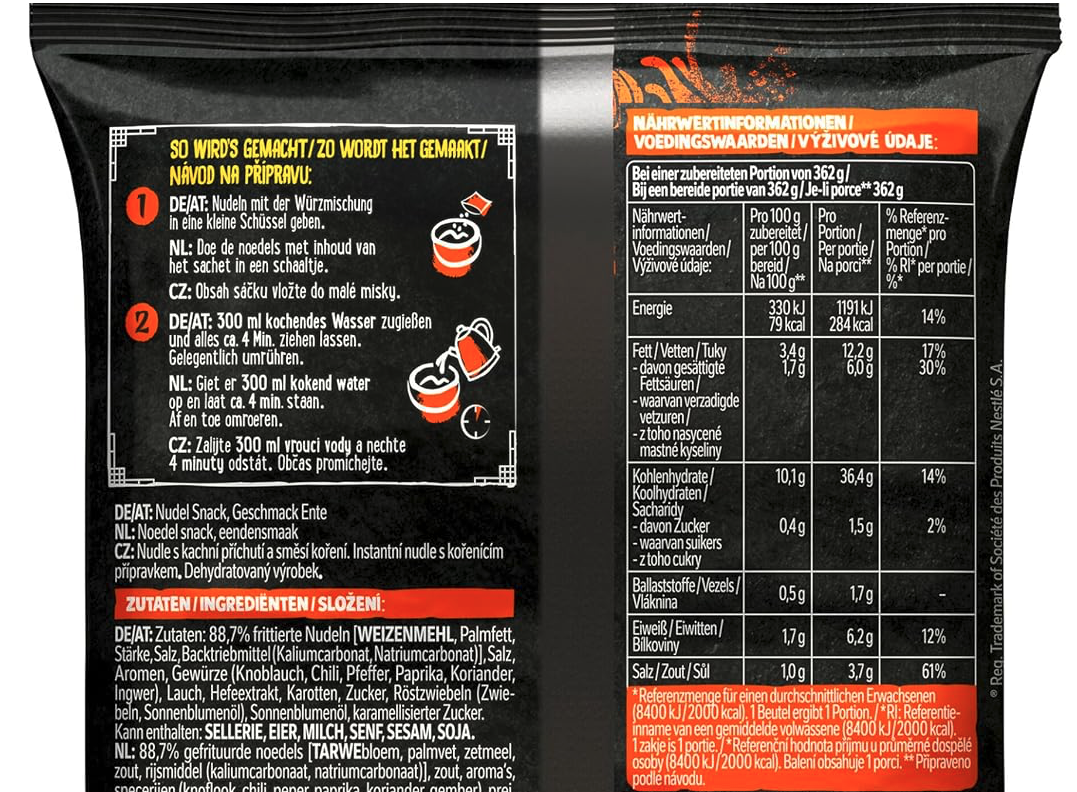 SO WIRD'S GEMACHT/ZO WORDT HET GEMAAKT/
NÁVOD NA PŘÍPRAVU:
1
DE/AT: Nudeln mit der Würzmischung
in eine kleine Schüssel geben.
NL: Doe de noedels met inhoud van
het sachet in een schaaltje.
CZ: Obsah sáčku vložte do malé misky.
2
DE/AT: 300 ml kochendes Wasser zugießen
und alles ca. 4 Min. ziehen lassen.
Gelegentlich umrühren.
NL: Giet er 300 ml kokend water
op en laat ca. 4 min. staan.
Af en toe omroeren.
CZ: Zalijte 300 ml vroucí vody a nechte
4 minuty odstát. Občas promíchejte.
DE/AT: Nudel Snack, Geschmack Ente
NL: Noedel snack, eendensmaak
CZ: Nudle s kachní příchutí a směsí koření. Instantní nudle s kořenícím
přípravkem. Dehydratovaný výrobek.
ZUTATEN/INGREDIËNTEN/SLOŽENÍ:
DE/AT: Zutaten: 88,7% frittierte Nudeln [WEIZENMEHL, Palmfett,
Stärke, Salz, Backtriebmittel (Kaliumcarbonat, Natriumcarbonat)], Salz,
Aromen, Gewürze (Knoblauch, Chili, Pfeffer, Paprika, Koriander,
Ingwer), Lauch, Hefeextrakt, Karotten, Zucker, Röstzwiebeln (Zwie-
beln, Sonnenblumenöl), Sonnenblumenöl, karamellisierter Zucker.
Kann enthalten: SELLERIE, EIER, MILCH, SENF, SESAM, SOJA.
NL: 88,7% gefrituurde noedels [TARWEbloem, palmvet, zetmeel,
zout, rijsmiddel (kaliumcarbonaat, natriumcarbonaat)], zout, aroma's,
specerijen (knoflook, chili, peper, paprika, koriander, gember), prei,
NÄHRWERTINFORMATIONEN/
VOEDINGSWAARDEN/VÝŽIVOVÉ ÚDAJE:
Bei einer zubereiteten Portion von 362 g/
Bij een bereide portie van 362 g/Je-li porce** 362 g
Nährwert-
informationen/
Voedingswaarden/
Výživové údaje:
Pro 100 g
zubereitet/
per 100 g
bereid/
Na 100 g**
Pro
Portion/
Per portie/
Na porci**
% Referenz-
menge* pro
Portion/
% RI* per portie/
%*
Energie 330 kJ 1191 kJ 14%
79 kcal 284 kcal
Fett/Vetten/Tuky 3,4 g 12,2 g 17%
- davon gesättigte 1,7 g 6,0 g 30%
Fettsäuren/
- waarvan verzadigde
vetzuren/
- z toho nasycené
mastné kyseliny
Kohlenhydrate/ 10,1 g 36,4 g 14%
Koolhydraten/
Sacharidy
- davon Zucker 0,4 g 1,5 g 2%
- waarvan suikers
- z toho cukry
Ballaststoffe/Vezels/ 0,5 g 1,7 g –
Vláknina
Eiweiß/Eiwitten/ 1,7 g 6,2 g 12%
Bílkoviny
Salz/Zout/Sůl 1,0 g 3,7 g 61%
*Referenzmenge für einen durchschnittlichen Erwachsenen
(8400 kJ/2000 kcal). 1 Beutel ergibt 1 Portion./*RI: Referentie-
inname van een gemiddelde volwassene (8400 kJ/2000 kcal).
1 zakje is 1 portie./*Referenční hodnota příjmu u průměrné dospělé
osoby (8400 kJ/2000 kcal). Balení obsahuje 1 porci. **Připraveno
podle návodu.
® Reg. Trademark of Société des Produits Nestlé S.A.